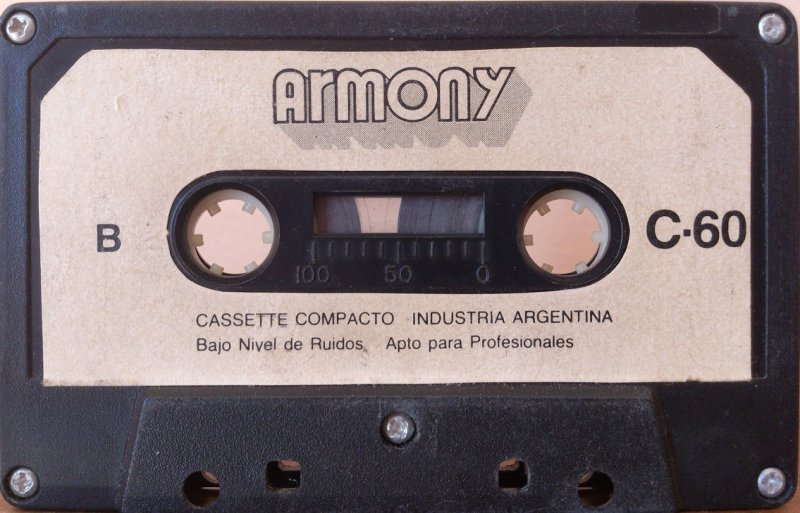 Armony
B
C-60
100 50 0
CASSETTE COMPACTO INDUSTRIA ARGENTINA
Bajo Nivel de Ruidos Apto para Profesionales